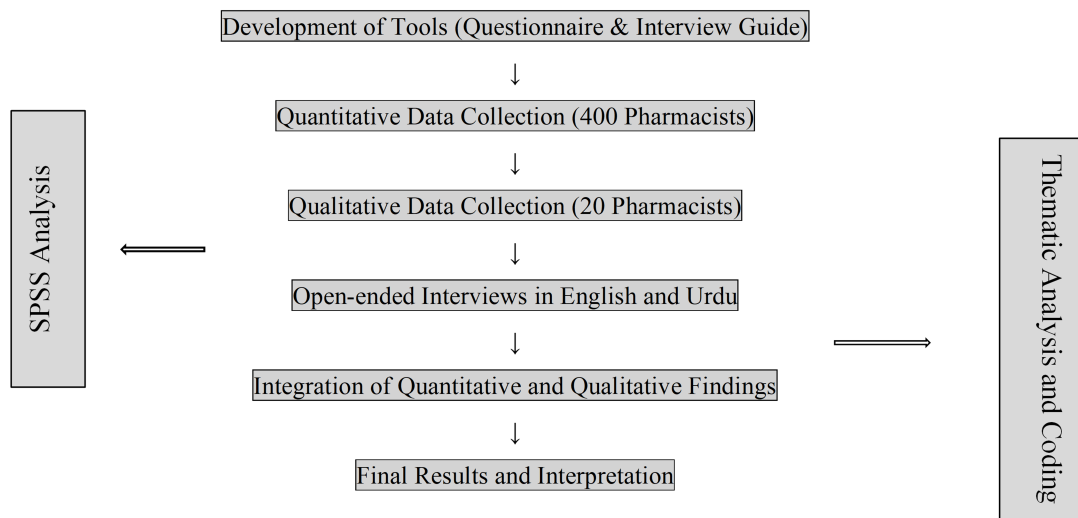 Development of Tools (Questionnaire & Interview Guide)
↓
Quantitative Data Collection (400 Pharmacists)
↓
Qualitative Data Collection (20 Pharmacists)
↓
Open-ended Interviews in English and Urdu
↓
Integration of Quantitative and Qualitative Findings
↓
Final Results and Interpretation
SPSS Analysis
Thematic Analysis and Coding